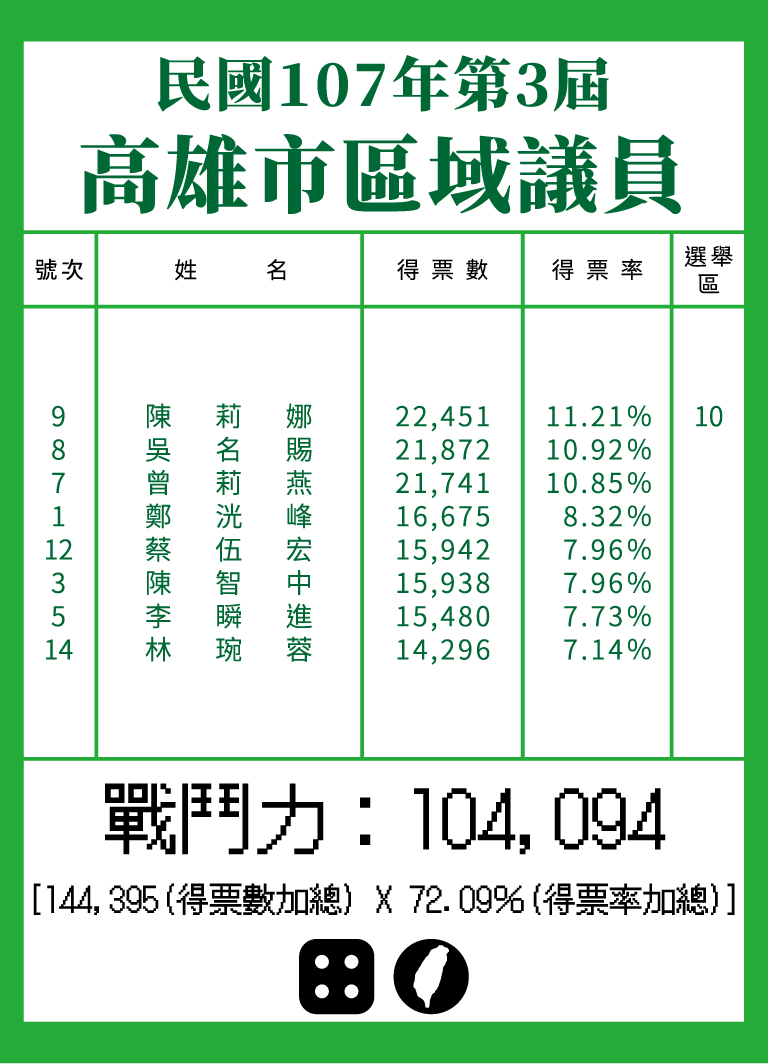 民國107年第3屆
高雄市區域議員
號次 姓名 得票數 得票率 選舉區
9 陳莉娜 22,451 11.21% 10
8 吳名賜 21,872 10.92%
7 曾莉燕 21,741 10.85%
1 鄭洸峰 16,675 8.32%
12 蔡伍宏 15,942 7.96%
3 陳智中 15,938 7.96%
5 李瞬進 15,480 7.73%
14 林琬蓉 14,296 7.14%
戰鬥力：104,094
[144,395(得票數加總) X 72.09%(得票率加總)]